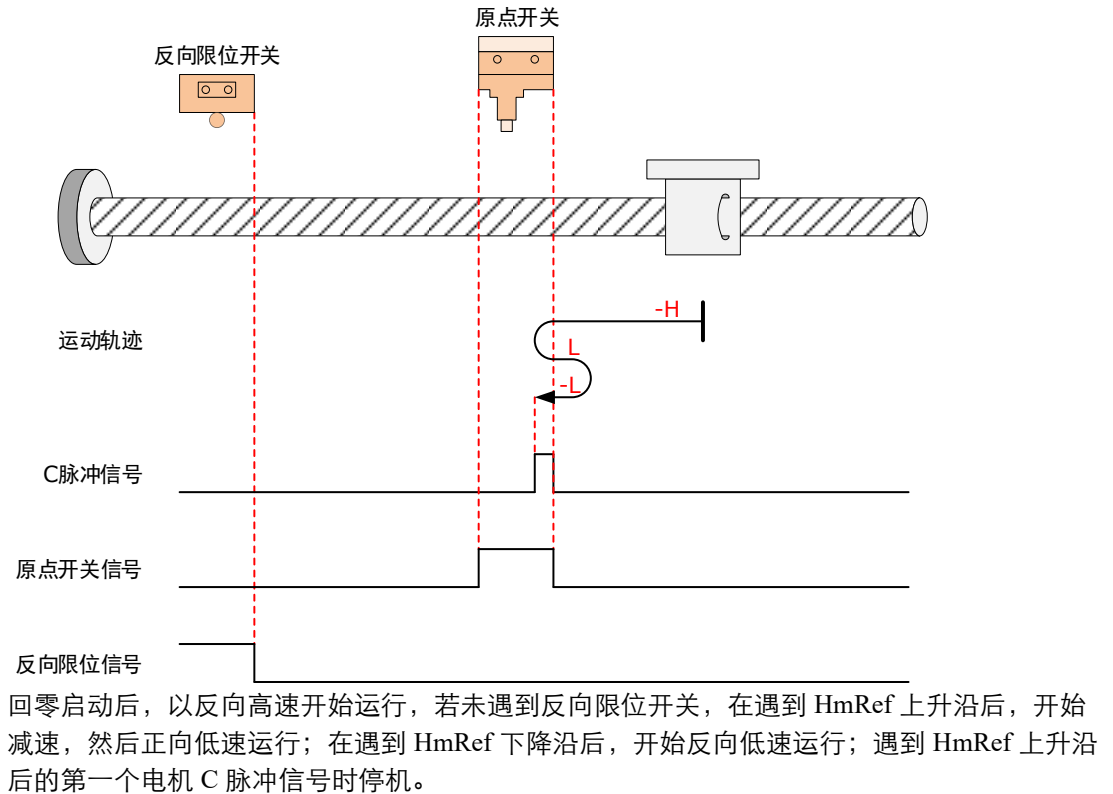 原点开关
反向限位开关
-H
运动轨迹
L
-L
C脉冲信号
原点开关信号
反向限位信号
回零启动后，以反向高速开始运行，若未遇到反向限位开关，在遇到 HmRef 上升沿后，开始
减速，然后正向低速运行；在遇到 HmRef 下降沿后，开始反向低速运行；遇到 HmRef 上升沿
后的第一个电机 C 脉冲信号时停机。